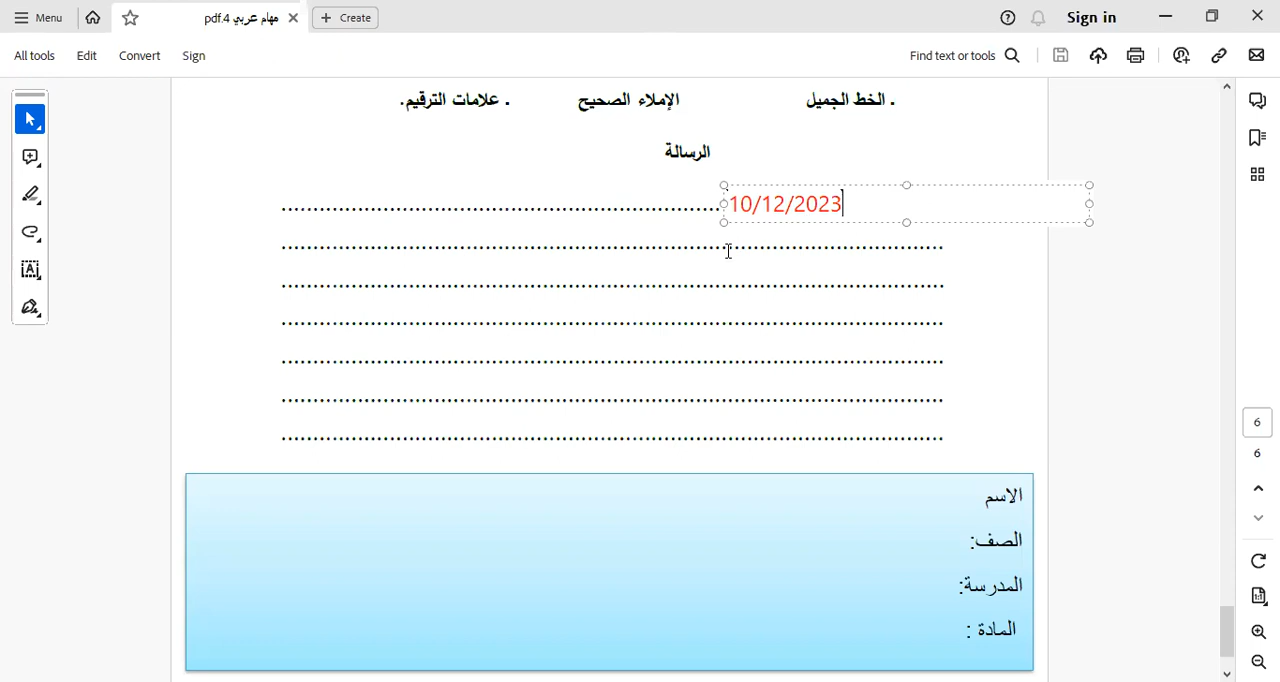 Menu
مهام عربي 4.pdf
Create
Sign in
All tools Edit Convert Sign
Find text or tools
. الخط الجميل الإملاء الصحيح . علامات الترقيم.
الرسالة
10/12/2023 ......................................................................
.........................................................................................................
.........................................................................................................
.........................................................................................................
.........................................................................................................
.........................................................................................................
.........................................................................................................
الاسم
الصف:
المدرسة:
المادة :
6
6